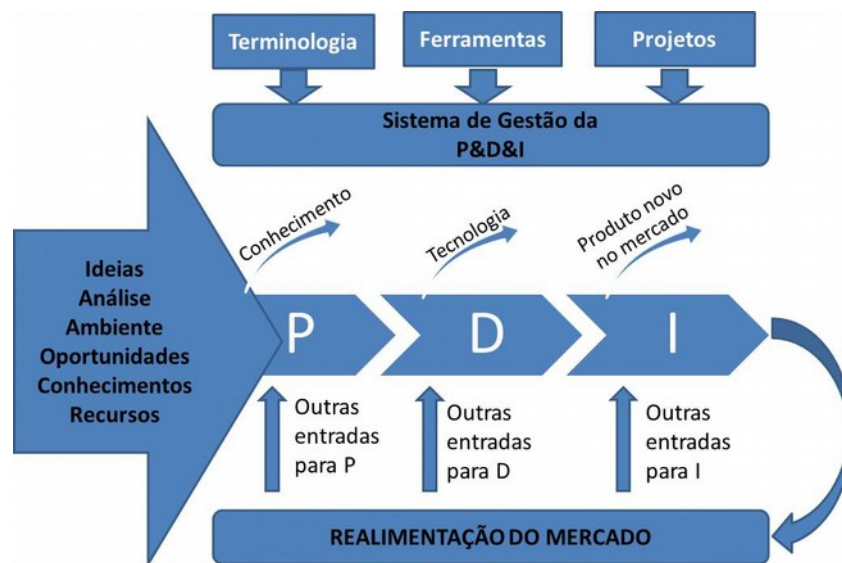 Terminologia
Ferramentas
Projetos
Sistema de Gestão da
P&D&I
Conhecimento
Tecnologia
Produto novo
no mercado
Ideias
Análise
Ambiente
Oportunidades
Conhecimentos
Recursos
P
D
I
Outras
entradas
para P
Outras
entradas
para D
Outras
entradas
para I
REALIMENTAÇÃO DO MERCADO